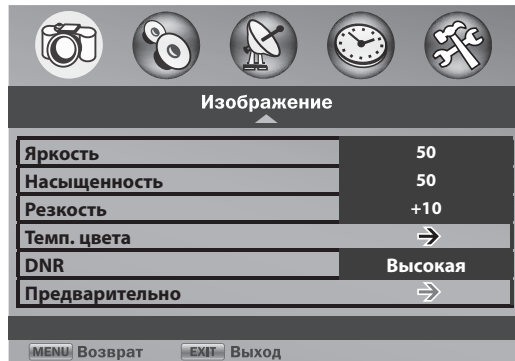 Изображение
Яркость 50
Насыщенность 50
Резкость +10
Темп. цвета
DNR Высокая
Предварительно
MENU Возврат EXIT Выход